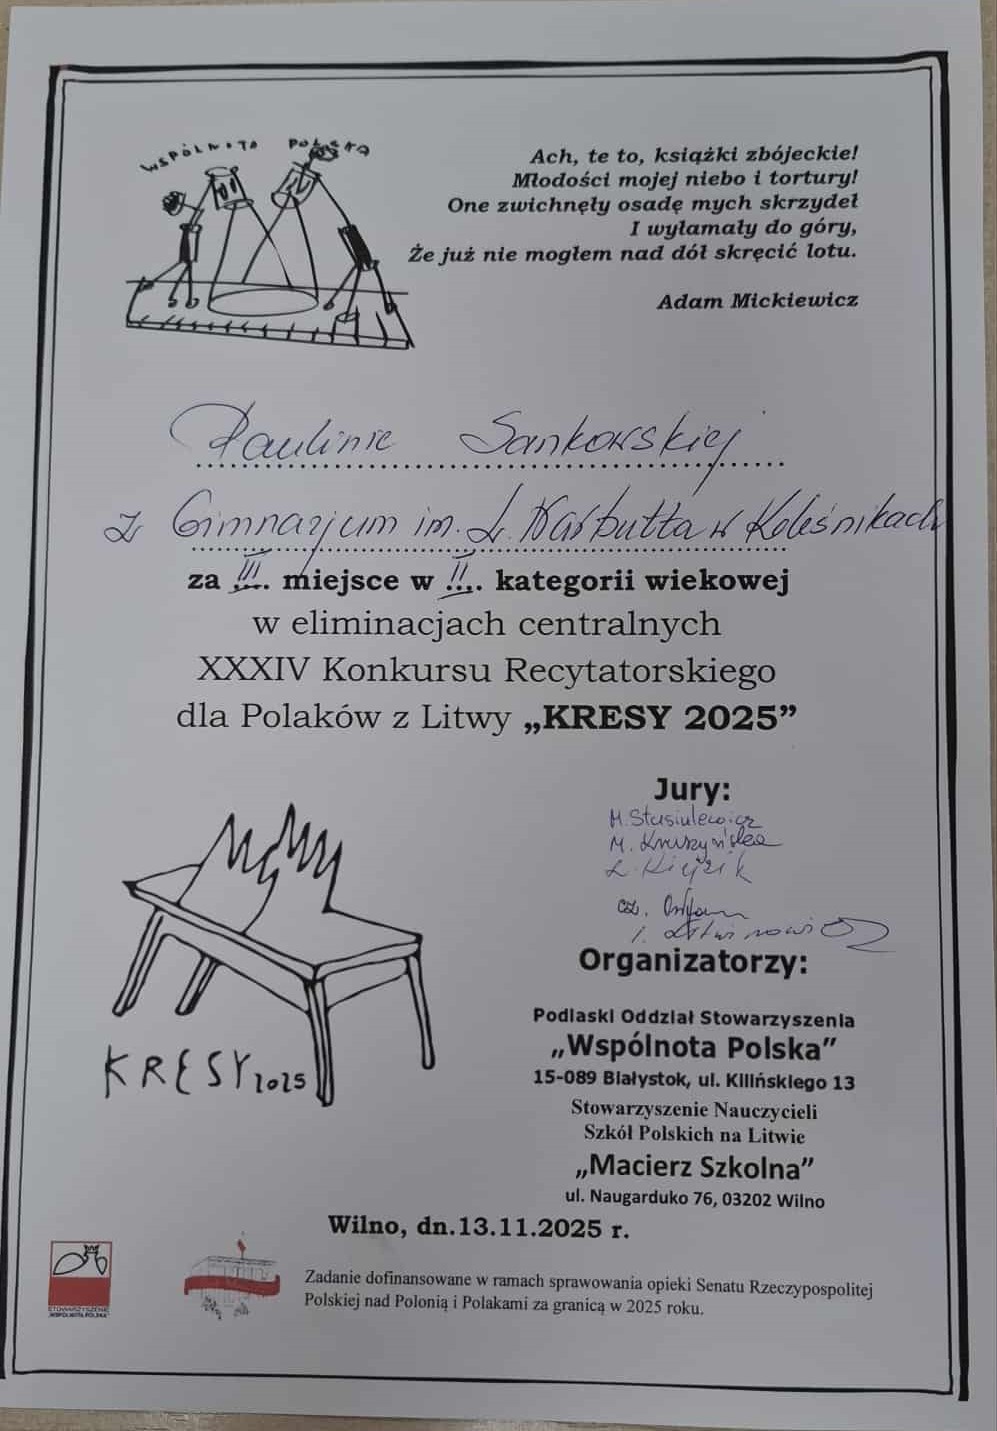 WSPÓLNOTA POLSKA
Ach, te to, książki zbójeckie!
Młodości mojej niebo i tortury!
One zwichnęły osadę mych skrzydeł
I wyłamały do góry,
Że już nie mogłem nad dół skręcić lotu.
Adam Mickiewicz
Paulinie Sankowskiej
z Gimnazjum im. L. Narbutta w Koleśnikach
za III miejsce w II kategorii wiekowej
w eliminacjach centralnych
XXXIV Konkursu Recytatorskiego
dla Polaków z Litwy „KRESY 2025”
Jury:
M. Stasiulewicz
M. Kruszyńska
Organizatorzy:
Podlaski Oddział Stowarzyszenia
„Wspólnota Polska”
15-089 Białystok, ul. Kilińskiego 13
Stowarzyszenie Nauczycieli
Szkół Polskich na Litwie
„Macierz Szkolna”
ul. Naugarduko 76, 03202 Wilno
KRESY 2025
Wilno, dn.13.11.2025 r.
STOWARZYSZENIE
"WSPÓLNOTA POLSKA"
Zadanie dofinansowane w ramach sprawowania opieki Senatu Rzeczypospolitej
Polskiej nad Polonią i Polakami za granicą w 2025 roku.